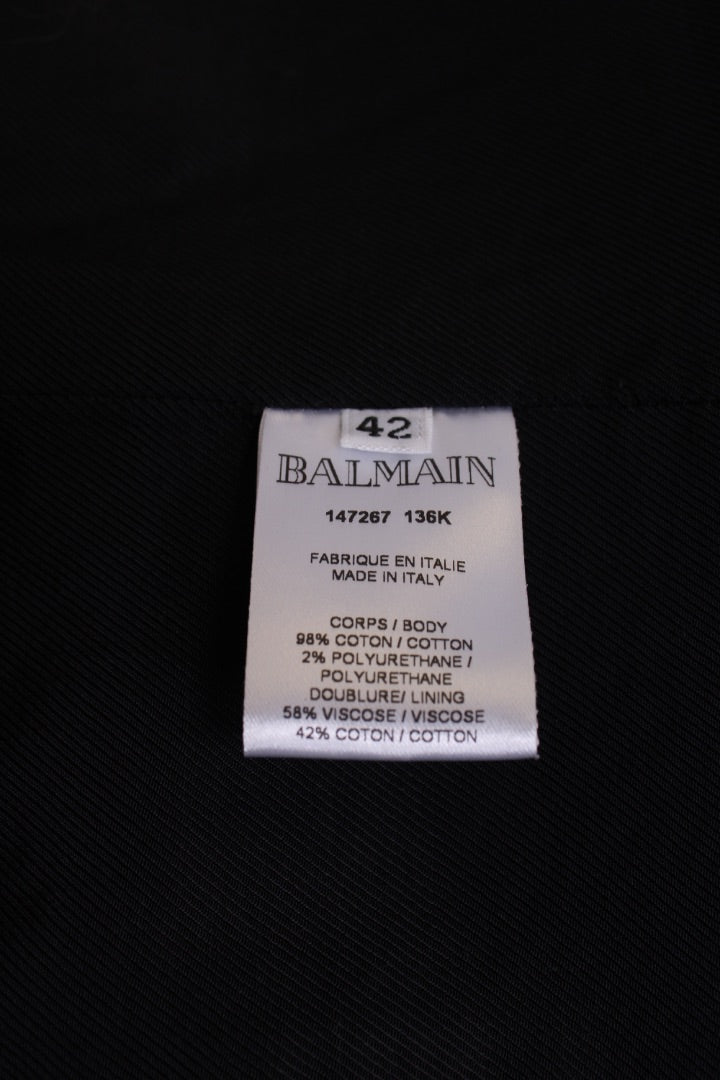 42
BALMAIN
147267 136K
FABRIQUE EN ITALIE
MADE IN ITALY
CORPS / BODY
98% COTON / COTTON
2% POLYURETHANE /
POLYURETHANE
DOUBLURE/ LINING
58% VISCOSE / VISCOSE
42% COTON / COTTON